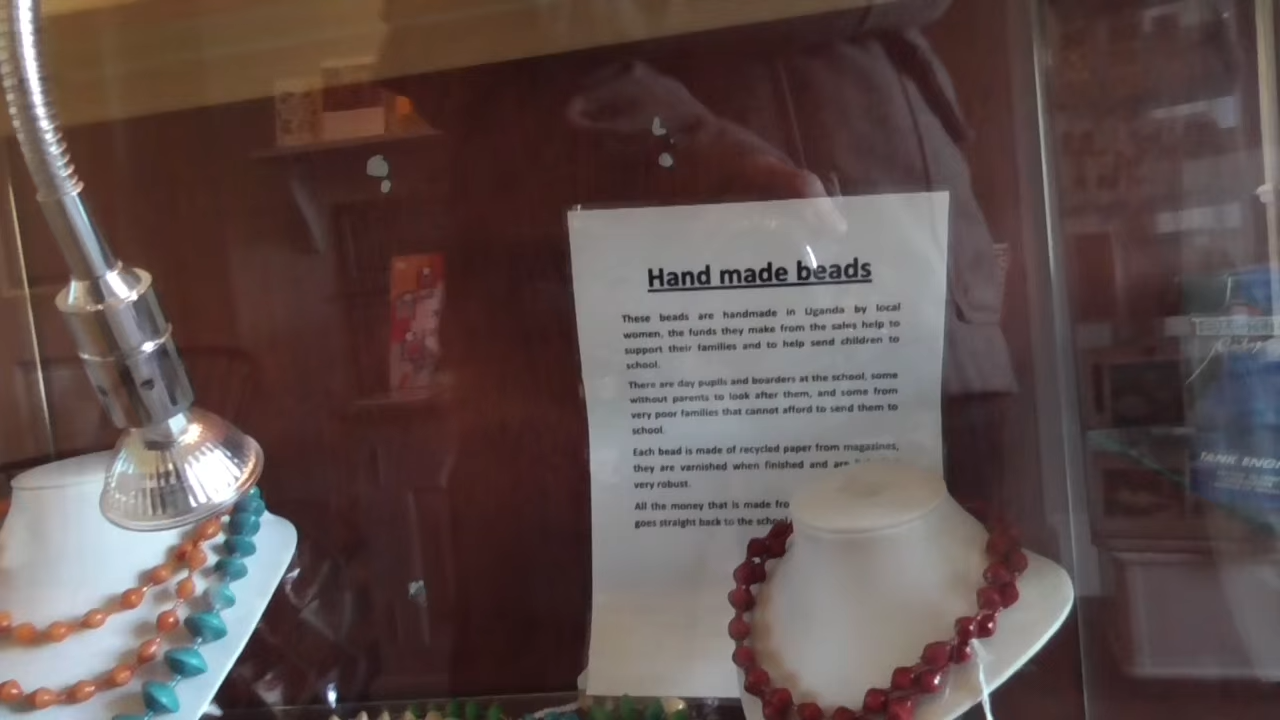 Hand made beads
These beads are handmade in Uganda by local
women, the funds they make from the sales help to
support their families and to help send children to
school.
There are day pupils and boarders at the school, some
without parents to look after them, and some from
very poor families that cannot afford to send them to
school.
Each bead is made of recycled paper from magazines,
they are varnished when finished and are
very robust.
All the money that is made fro
goes straight back to the school
TANK ENGI